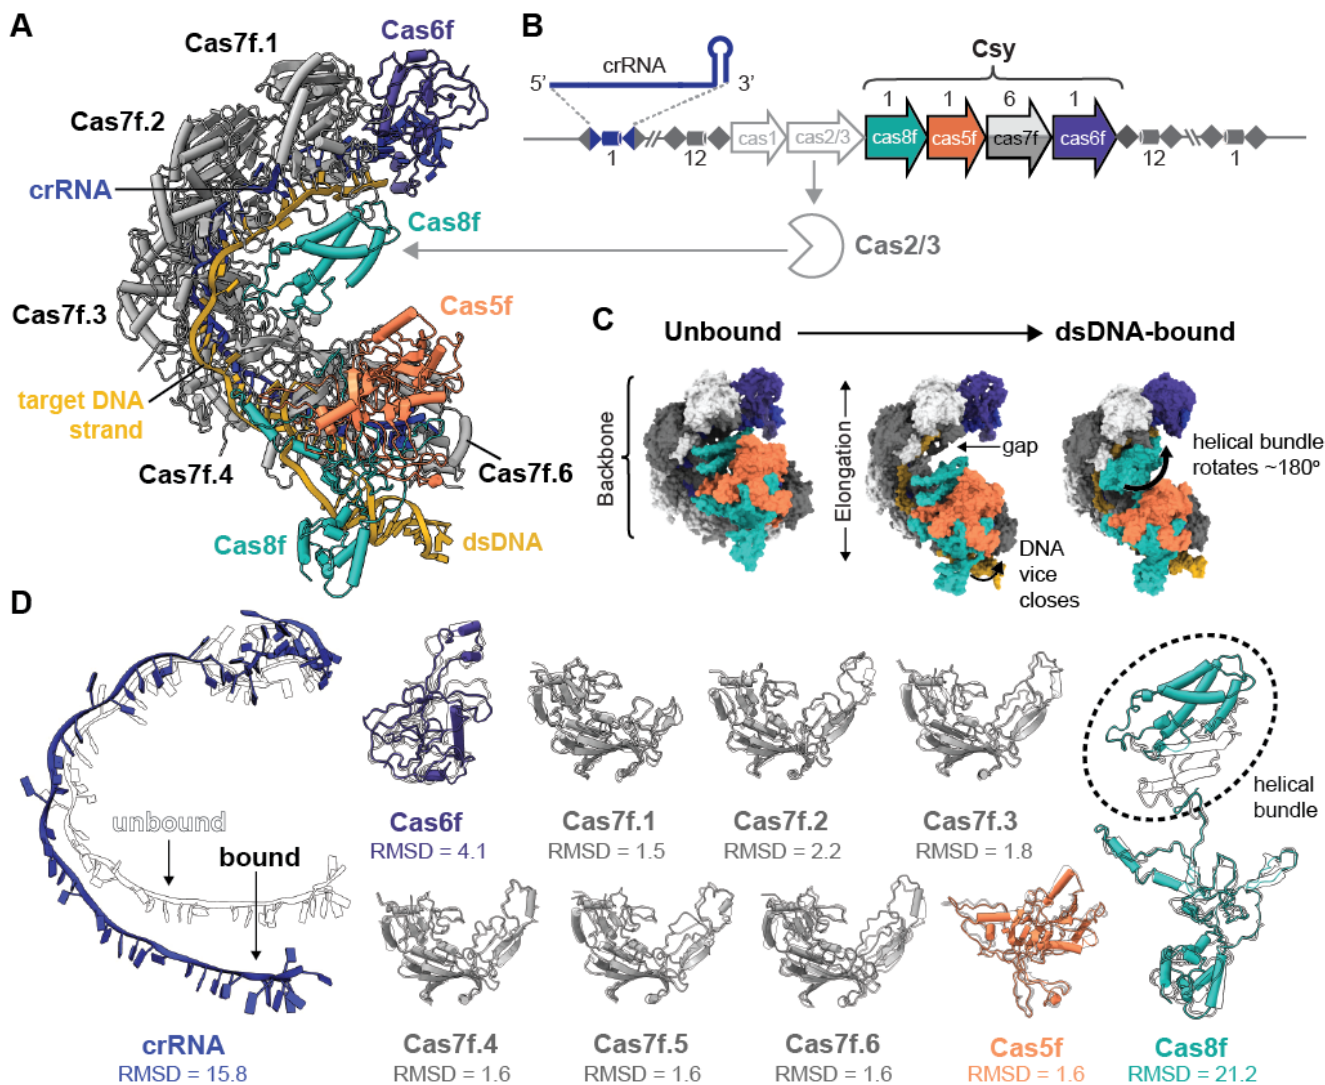 A
Cas7f.1
Cas6f
Cas7f.2
crRNA
Cas8f
Cas7f.3
Cas5f
target DNA
strand
Cas7f.4
Cas7f.6
Cas8f
dsDNA
B
Csy
5’ crRNA 3’
1 1 6 1
cas1 cas2/3 cas8f cas5f cas7f cas6f
1 12 12 1
Cas2/3
C
Unbound dsDNA-bound
Backbone
Elongation
gap
helical bundle
rotates ~180º
DNA
vice
closes
D
unbound
bound
crRNA
RMSD = 15.8
Cas6f
RMSD = 4.1
Cas7f.1
RMSD = 1.5
Cas7f.2
RMSD = 2.2
Cas7f.3
RMSD = 1.8
helical
bundle
Cas7f.4
RMSD = 1.6
Cas7f.5
RMSD = 1.6
Cas7f.6
RMSD = 1.6
Cas5f
RMSD = 1.6
Cas8f
RMSD = 21.2